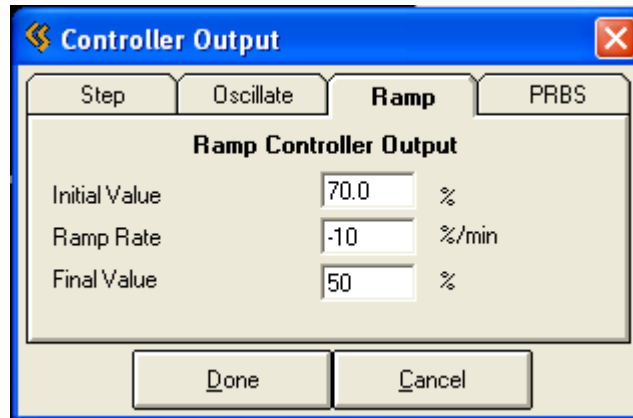 Controller Output
Step Oscillate Ramp PRBS
Ramp Controller Output
Initial Value 70.0 %
Ramp Rate -10 %/min
Final Value 50 %
Done Cancel